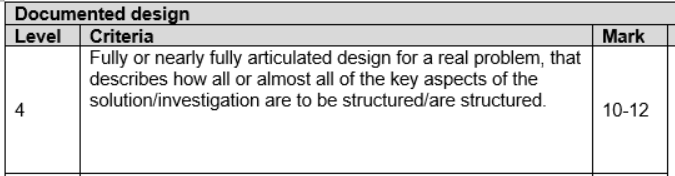 Documented design
Level Criteria Mark
Fully or nearly fully articulated design for a real problem, that
describes how all or almost all of the key aspects of the
solution/investigation are to be structured/are structured.
4
10-12